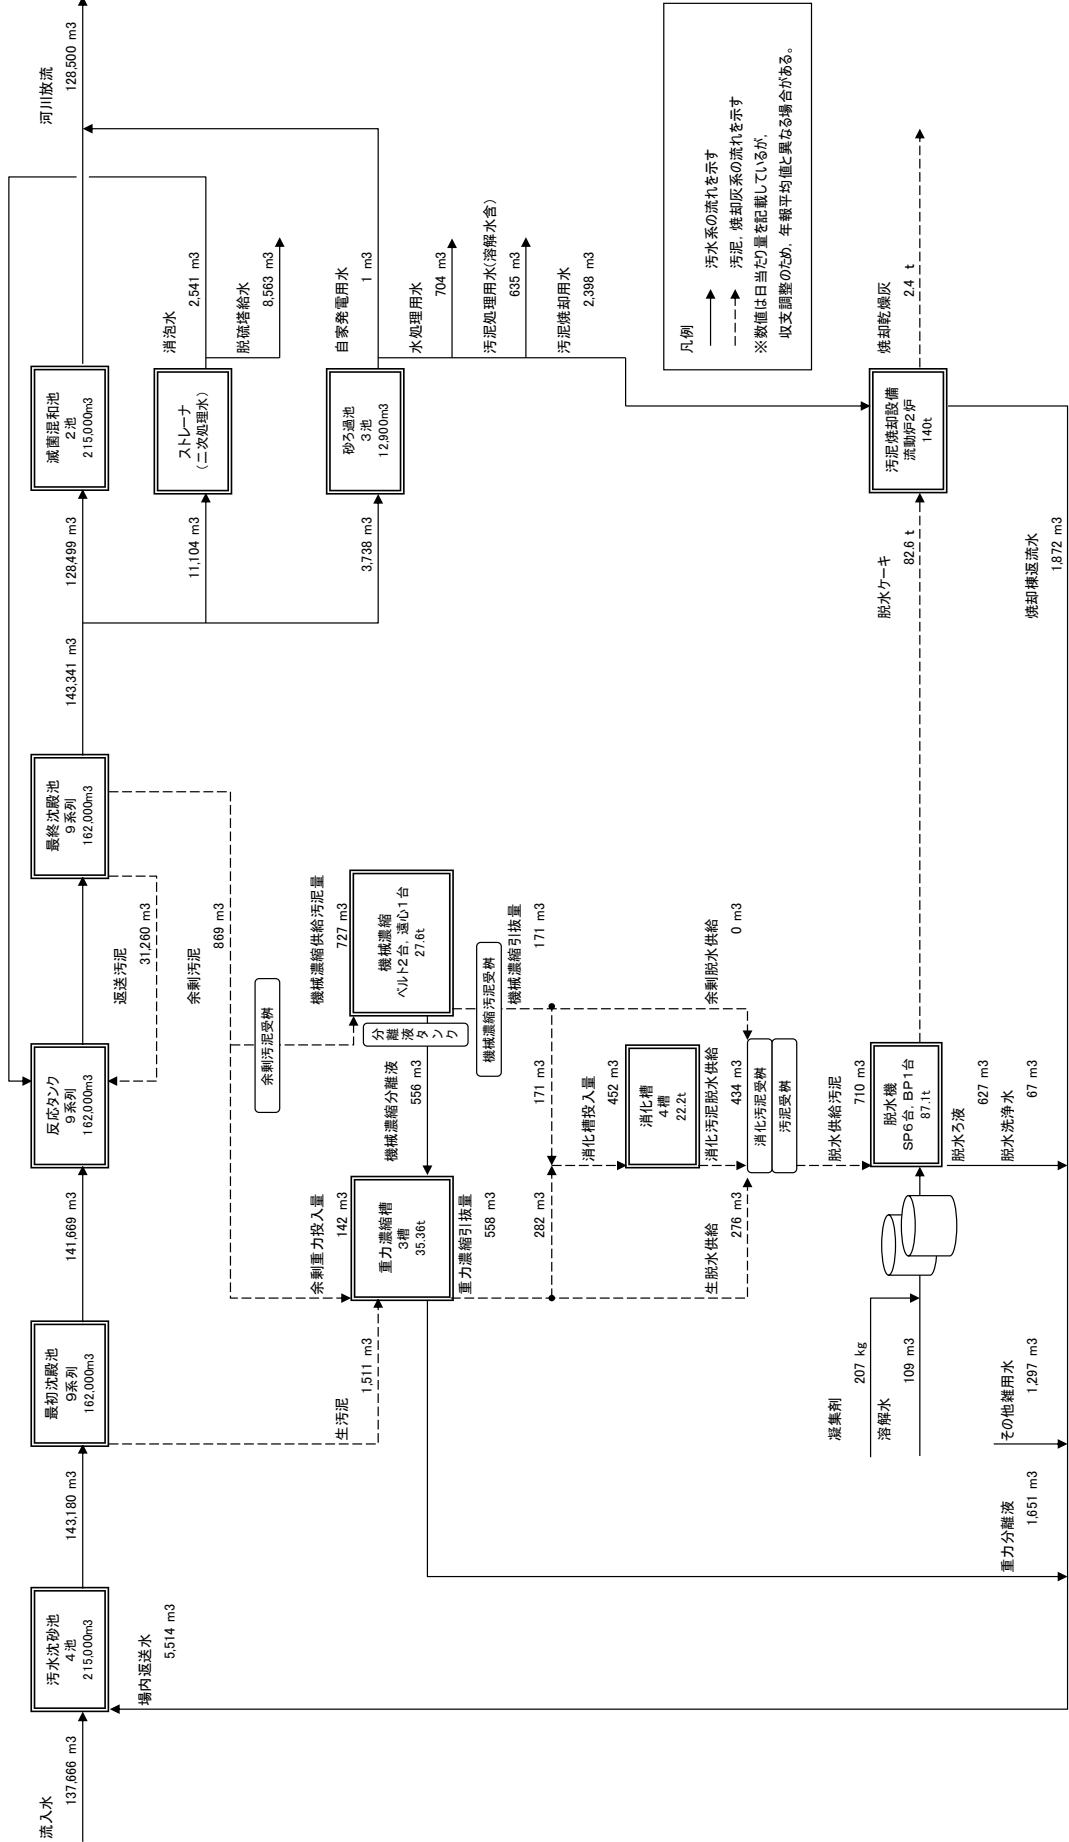 流入水
137,666 m3
汚水沈砂池
4池
215,000m3
場内返送水
5,514 m3
143,180 m3
最初沈殿池
9系列
162,000m3
141,669 m3
反応タンク
9系列
162,000m3
返送汚泥
31,260 m3
最終沈殿池
9系列
162,000m3
余剰汚泥
869 m3
143,341 m3
128,499 m3
滅菌混和池
2池
215,000m3
河川放流
128,500 m3
11,104 m3
ストレーナ
(二次処理水)
消泡水
2,541 m3
脱硫塔給水
8,563 m3
3,738 m3
砂ろ過池
3池
12,900m3
自家発電用水
1 m3
水処理用水
704 m3
汚泥処理用水(溶解水含)
635 m3
汚泥焼却用水
2,398 m3
生汚泥
1,511 m3
余剰重力投入量
142 m3
余剰汚泥受桝
機械濃縮供給汚泥量
727 m3
重力濃縮槽
3槽
35.36t
機械濃縮分離液
556 m3
分離液タンク
機械濃縮
ベルト2台，遠心1台
27.6t
機械濃縮汚泥受桝
重力濃縮引抜量
558 m3
機械濃縮引抜量
171 m3
282 m3
171 m3
消化槽投入量
452 m3
消化槽
4槽
22.2t
生脱水供給
276 m3
消化汚泥脱水供給
434 m3
余剰脱水供給
0 m3
消化汚泥受桝
汚泥受桝
脱水供給汚泥
710 m3
凝集剤
207 kg
溶解水
109 m3
脱水機
SP6台，BP1台
87.1t
脱水ケーキ
82.6 t
汚泥焼却設備
流動炉2炉
140t
焼却乾燥灰
2.4 t
脱水ろ液
627 m3
脱水洗浄水
67 m3
重力分離液
1,651 m3
その他雑用水
1,297 m3
焼却棟返流水
1,872 m3
凡例
汚水系の流れを示す
汚泥，焼却灰系の流れを示す
※数値は日当たり量を記載しているが，
収支調整のため，年報平均値と異なる場合がある。